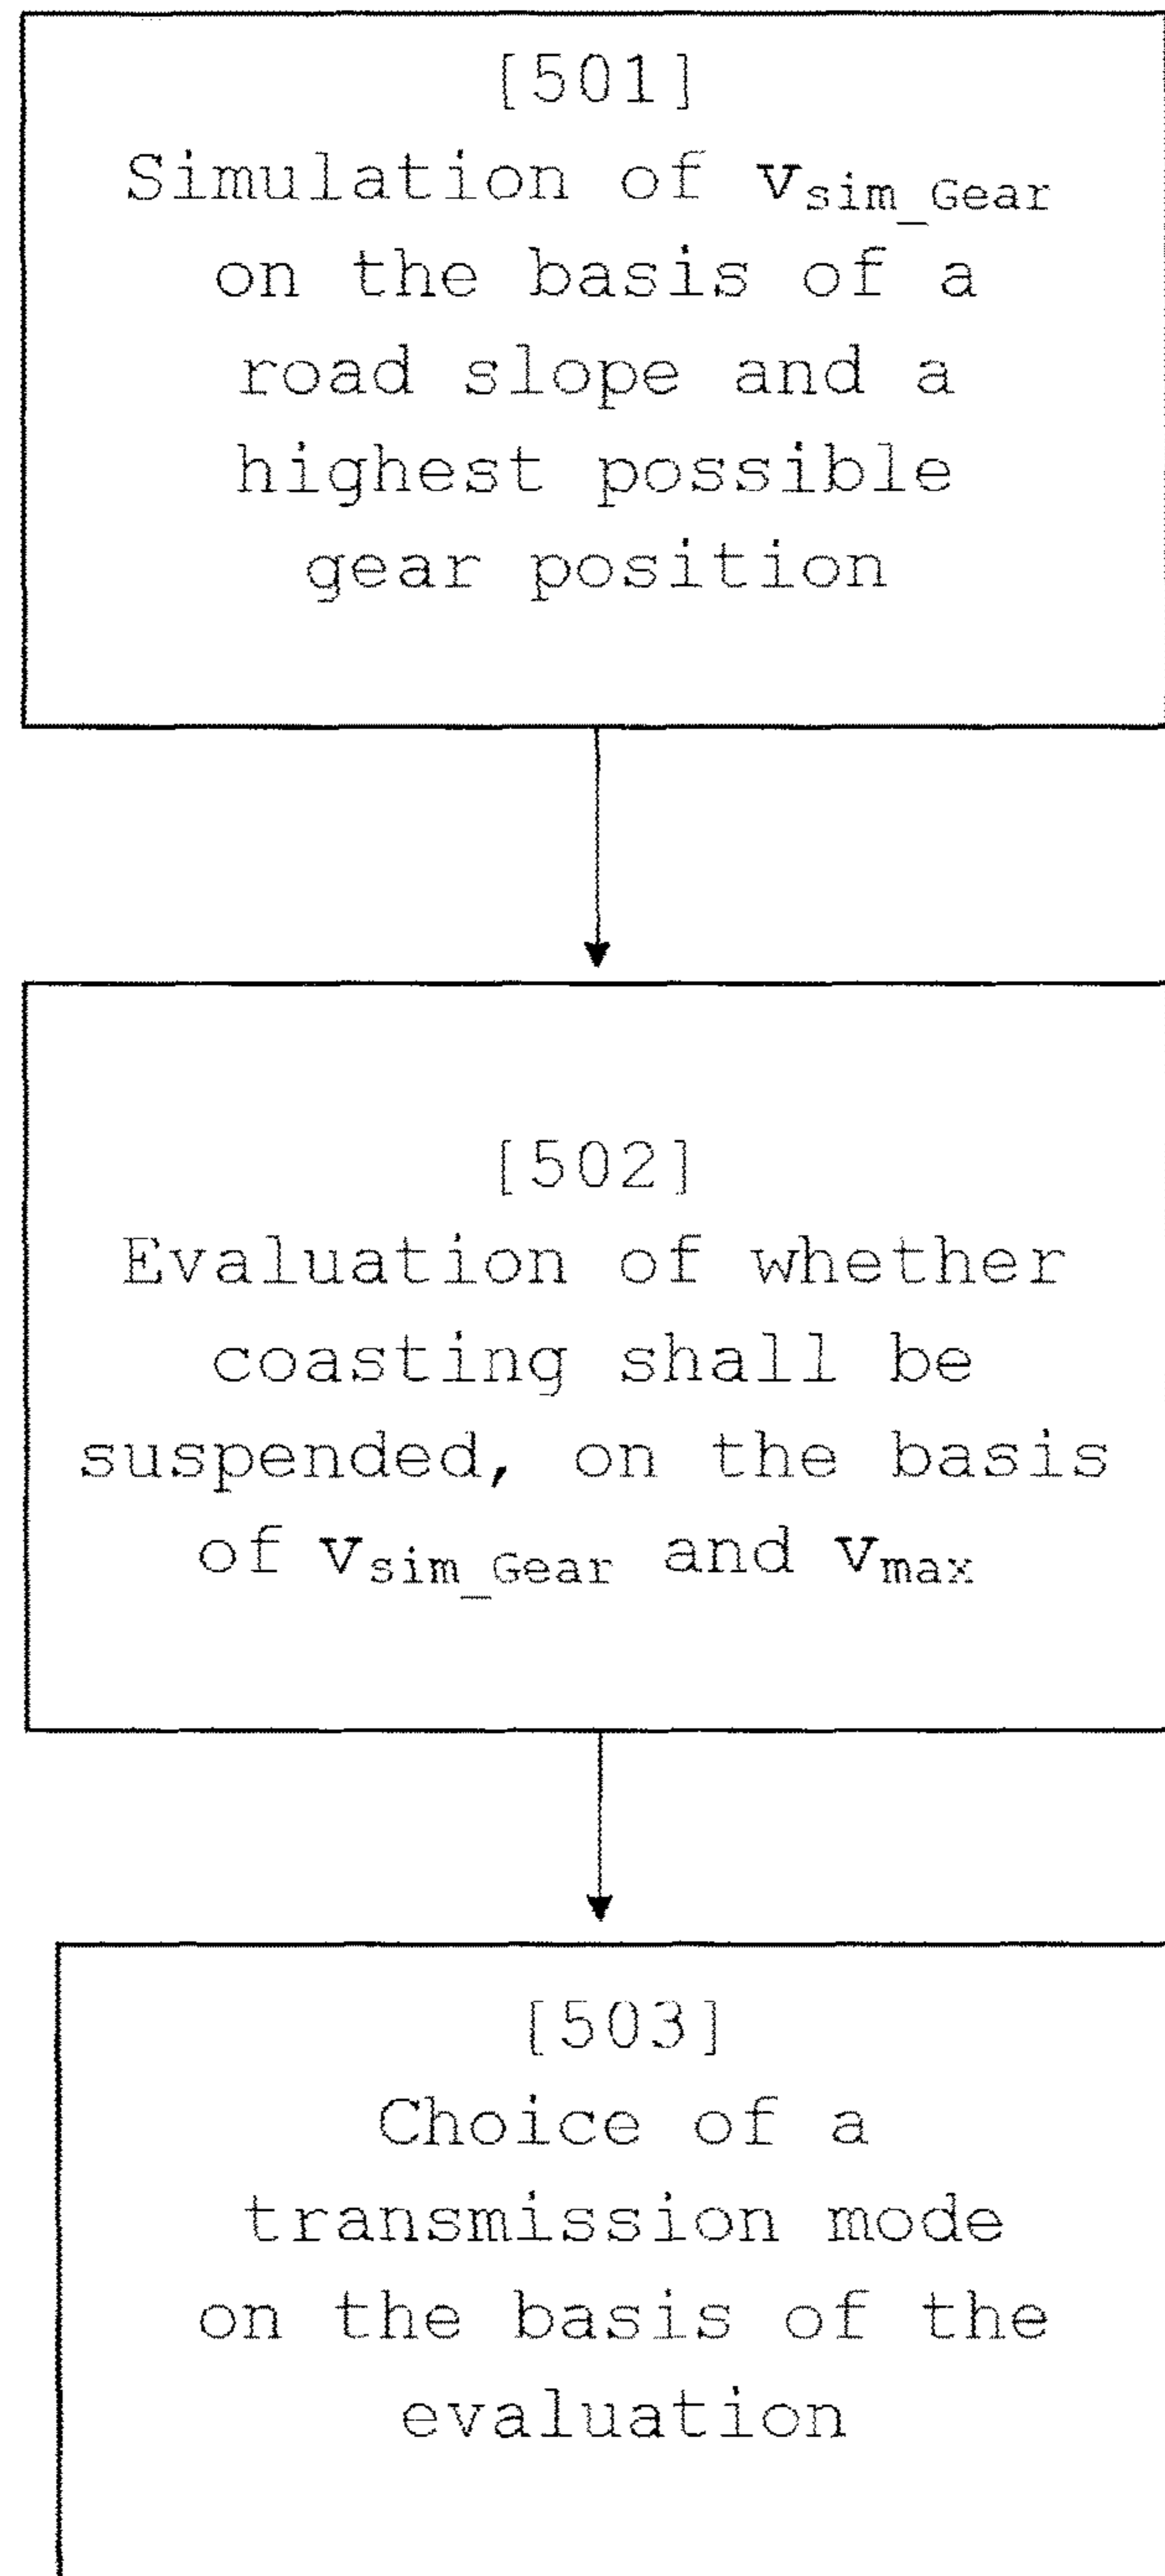 [501]
Simulation of vsim_Gear
on the basis of a
road slope and a
highest possible
gear position
[502]
Evaluation of whether
coasting shall be
suspended, on the basis
of vsim_Gear and vmax
[503]
Choice of a
transmission mode
on the basis of the
evaluation